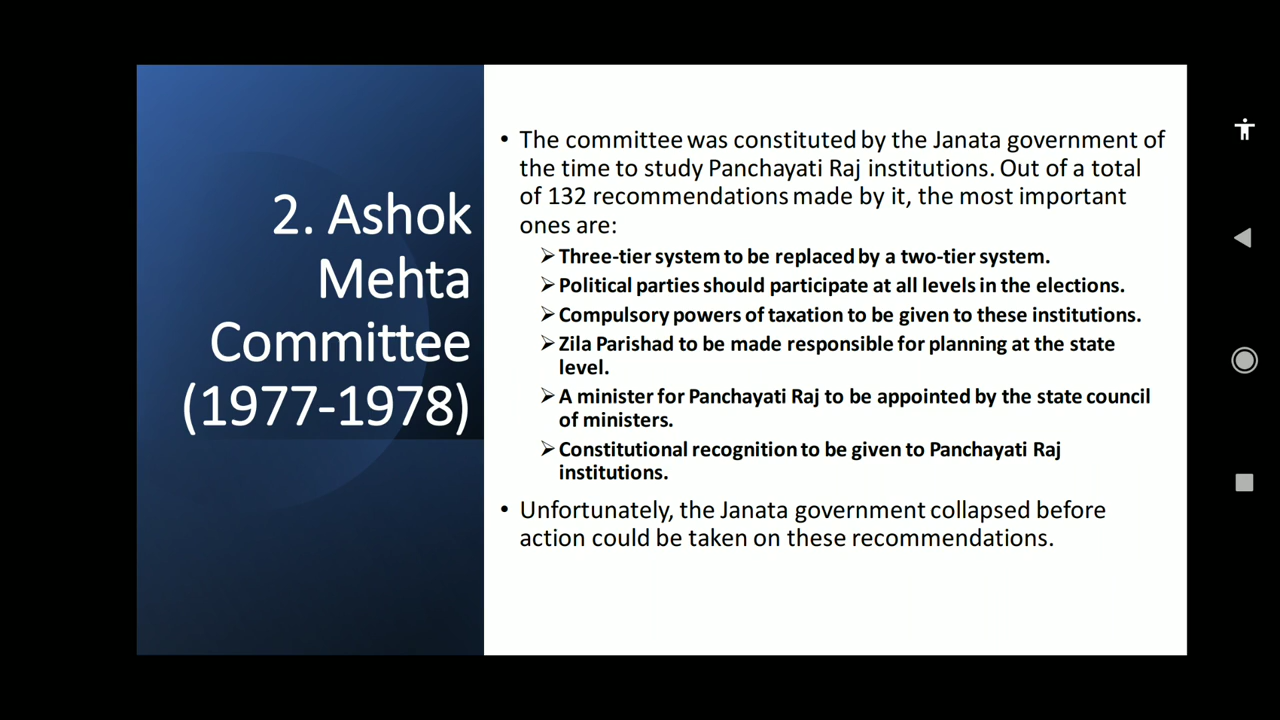 2. Ashok
Mehta
Committee
(1977-1978)
• The committee was constituted by the Janata government of
the time to study Panchayati Raj institutions. Out of a total
of 132 recommendations made by it, the most important
ones are:
➢ Three-tier system to be replaced by a two-tier system.
➢ Political parties should participate at all levels in the elections.
➢ Compulsory powers of taxation to be given to these institutions.
➢ Zila Parishad to be made responsible for planning at the state
level.
➢ A minister for Panchayati Raj to be appointed by the state council
of ministers.
➢ Constitutional recognition to be given to Panchayati Raj
institutions.
• Unfortunately, the Janata government collapsed before
action could be taken on these recommendations.